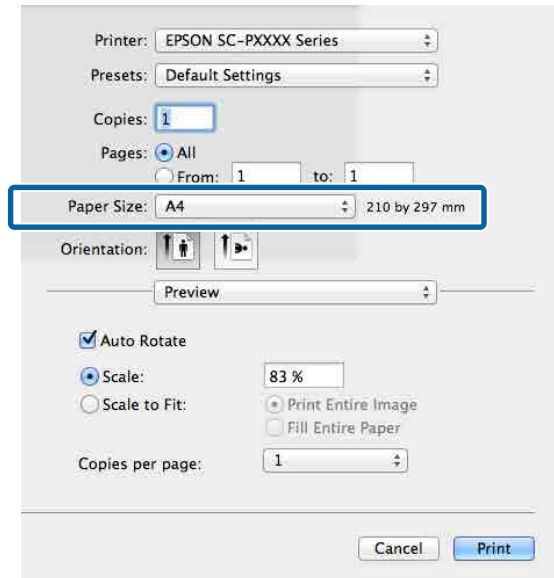 Printer: EPSON SC-PXXXX Series
Presets: Default Settings
Copies: 1
Pages: All
From: 1 to: 1
Paper Size: A4 210 by 297 mm
Orientation:
Preview
Auto Rotate
Scale: 83 %
Scale to Fit: Print Entire Image
Fill Entire Paper
Copies per page: 1
Cancel Print